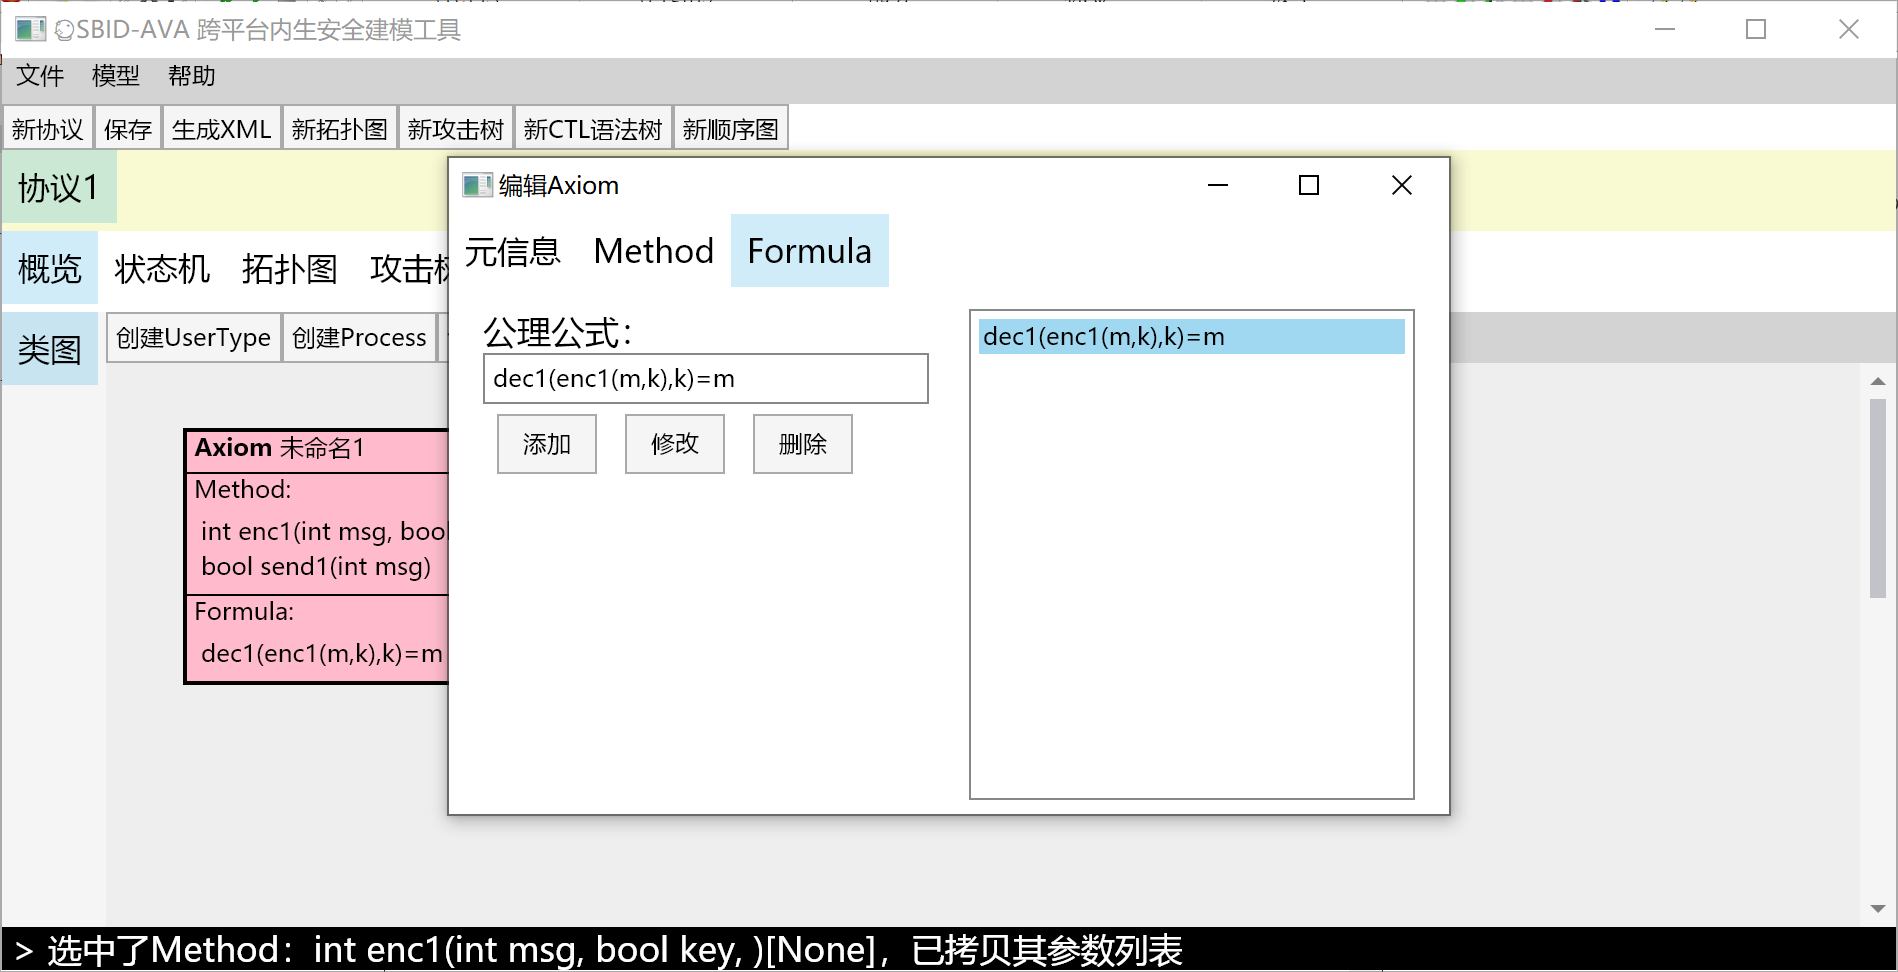 SBID-AVA 跨平台内生安全建模工具
文件 模型 帮助
新协议 保存 生成XML 新拓扑图 新攻击树 新CTL语法树 新顺序图
协议1
概览 状态机 拓扑图 攻击树
类图 创建UserType 创建Process
Axiom 未命名1
Method:
int enc1(int msg, bool
bool send1(int msg)
Formula:
dec1(enc1(m,k),k)=m
编辑Axiom
元信息 Method Formula
公理公式：
dec1(enc1(m,k),k)=m
添加 修改 删除
dec1(enc1(m,k),k)=m
> 选中了Method：int enc1(int msg, bool key, )[None]，已拷贝其参数列表